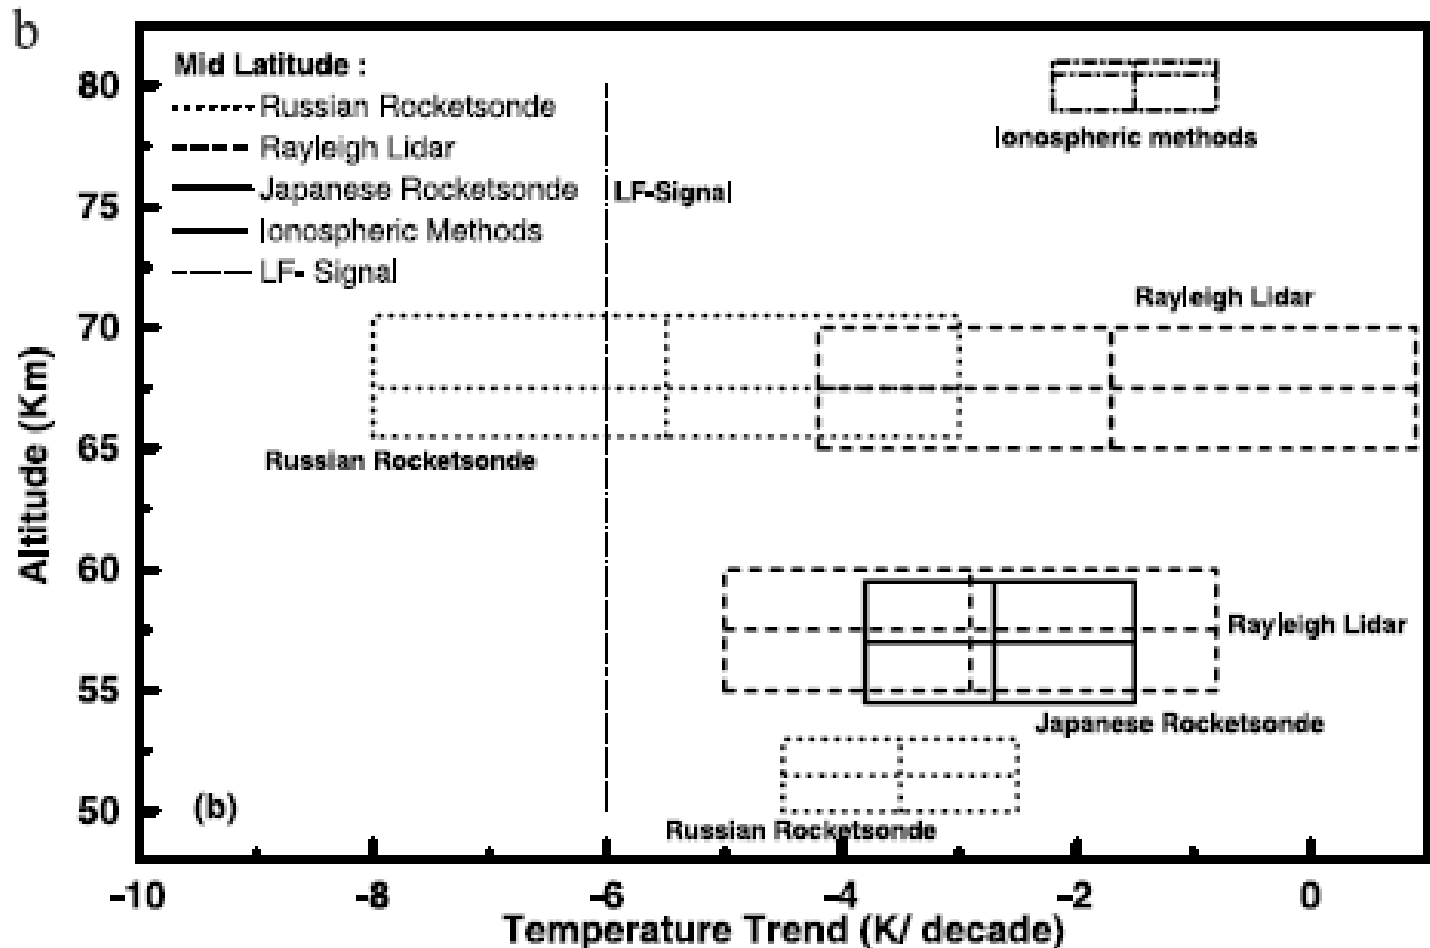 b
Mid Latitude :
Russian Rocketsonde
Rayleigh Lidar
Japanese Rocketsonde
Ionospheric Methods
LF- Signal
LF-Signal
Ionospheric methods
Rayleigh Lidar
Russian Rocketsonde
Rayleigh Lidar
Japanese Rocketsonde
Russian Rocketsonde
(b)
Altitude (Km)
80
75
70
65
60
55
50
-10
-8
-6
-4
-2
0
Temperature Trend (K/ decade)